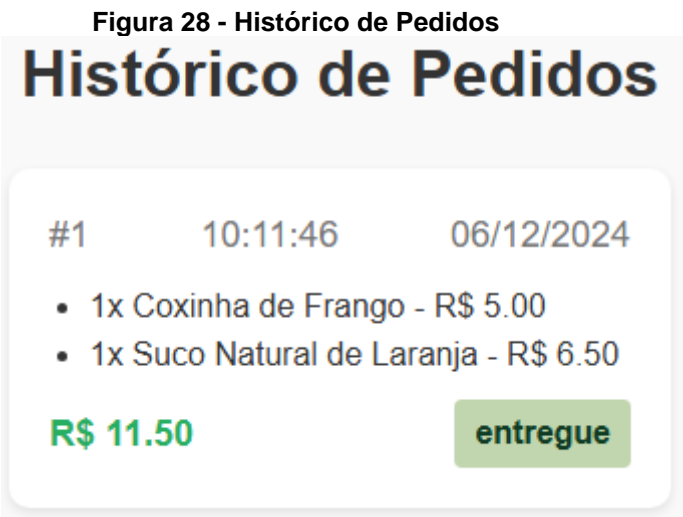 Figura 28 - Histórico de Pedidos
Histórico de Pedidos
#1 10:11:46 06/12/2024
• 1x Coxinha de Frango - R$ 5.00
• 1x Suco Natural de Laranja - R$ 6.50
R$ 11.50 entregue